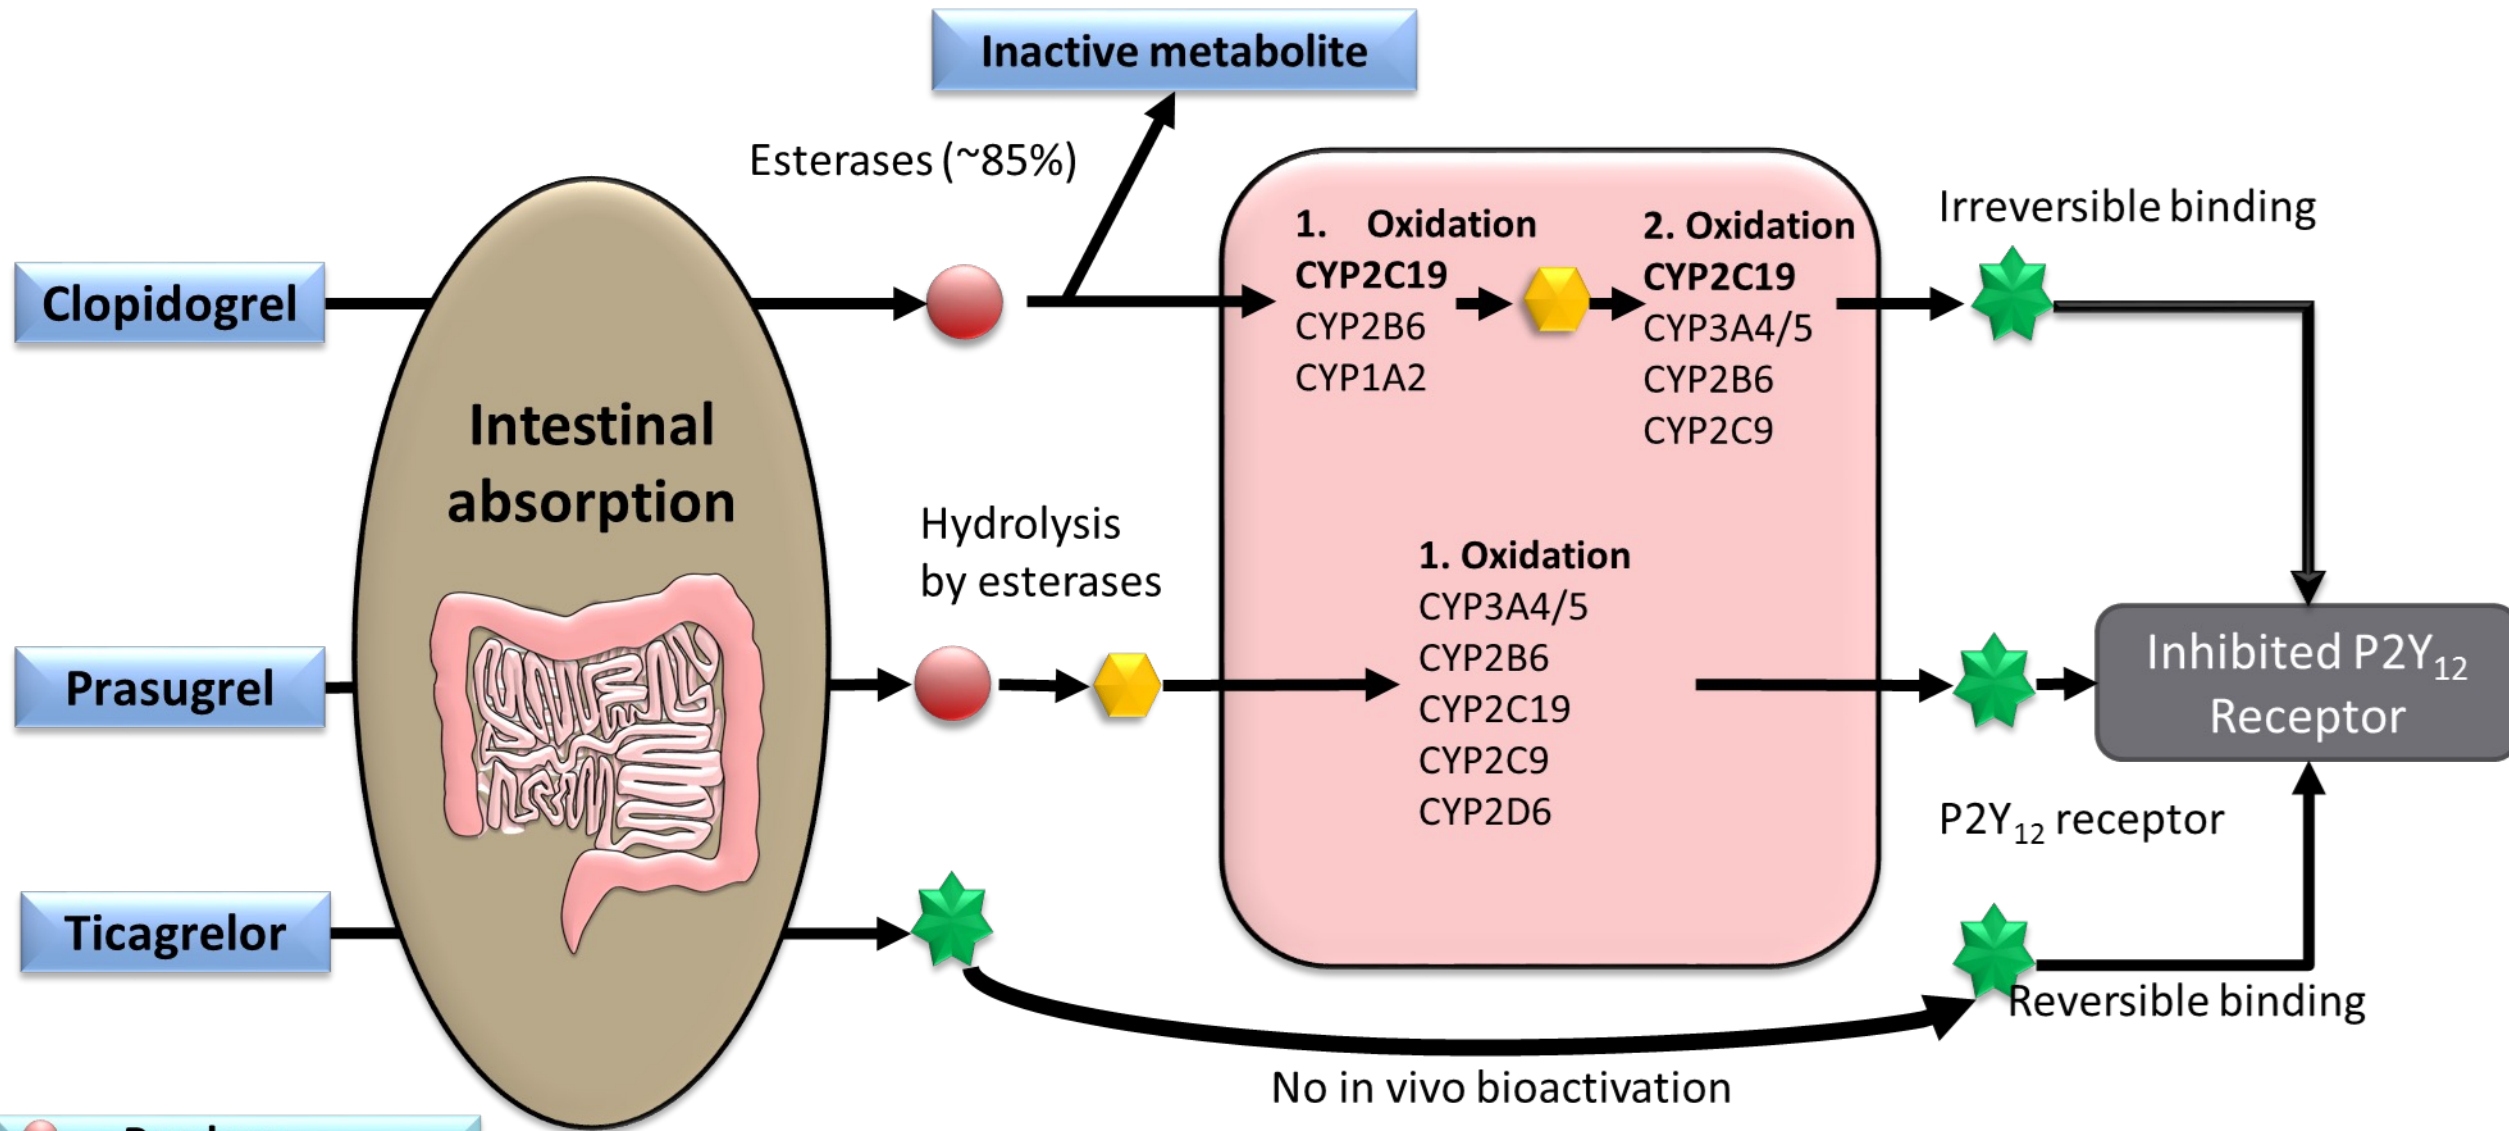 Inactive metabolite
Esterases (~85%)
Clopidogrel
1. Oxidation
CYP2C19
CYP2B6
CYP1A2
2. Oxidation
CYP2C19
CYP3A4/5
CYP2B6
CYP2C9
Irreversible binding
Intestinal
absorption
Prasugrel
Hydrolysis
by esterases
1. Oxidation
CYP3A4/5
CYP2B6
CYP2C19
CYP2C9
CYP2D6
Inhibited P2Y12
Receptor
P2Y12 receptor
Ticagrelor
Reversible binding
No in vivo bioactivation